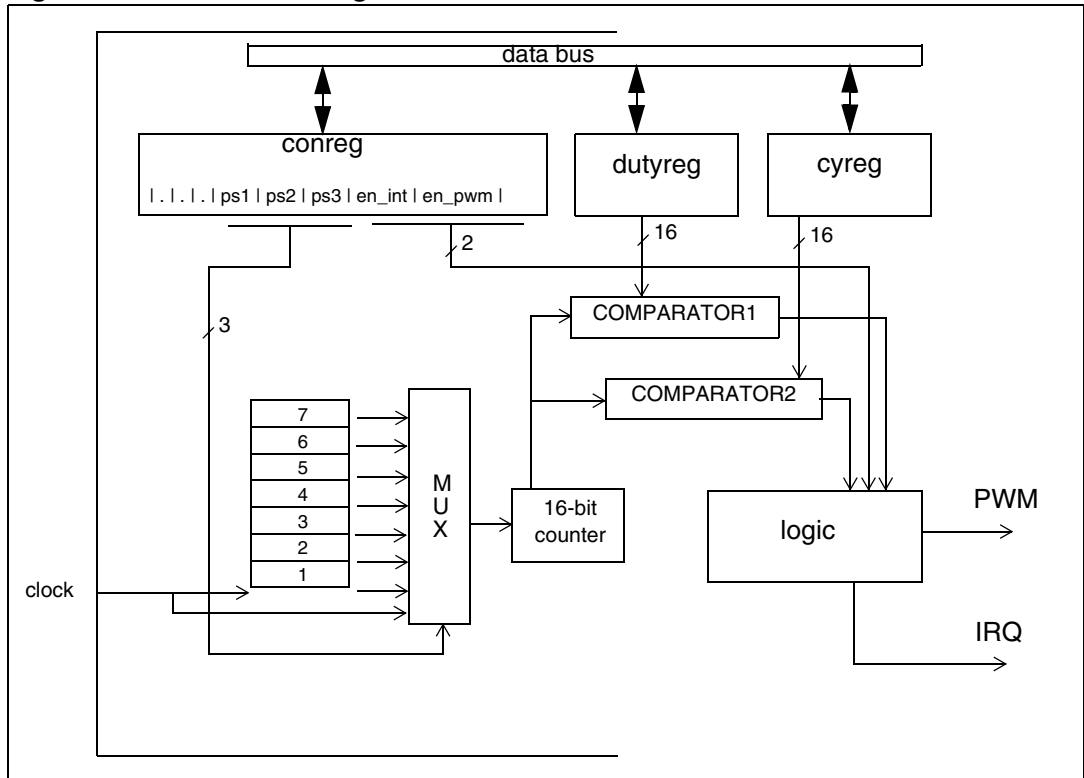 data bus
conreg
| . | . | . | ps1 | ps2 | ps3 | en_int | en_pwm |
dutyreg
cyreg
2
16
16
3
COMPARATOR1
COMPARATOR2
7
6
5
4
3
2
1
MUX
16-bit
counter
logic
PWM
IRQ
clock